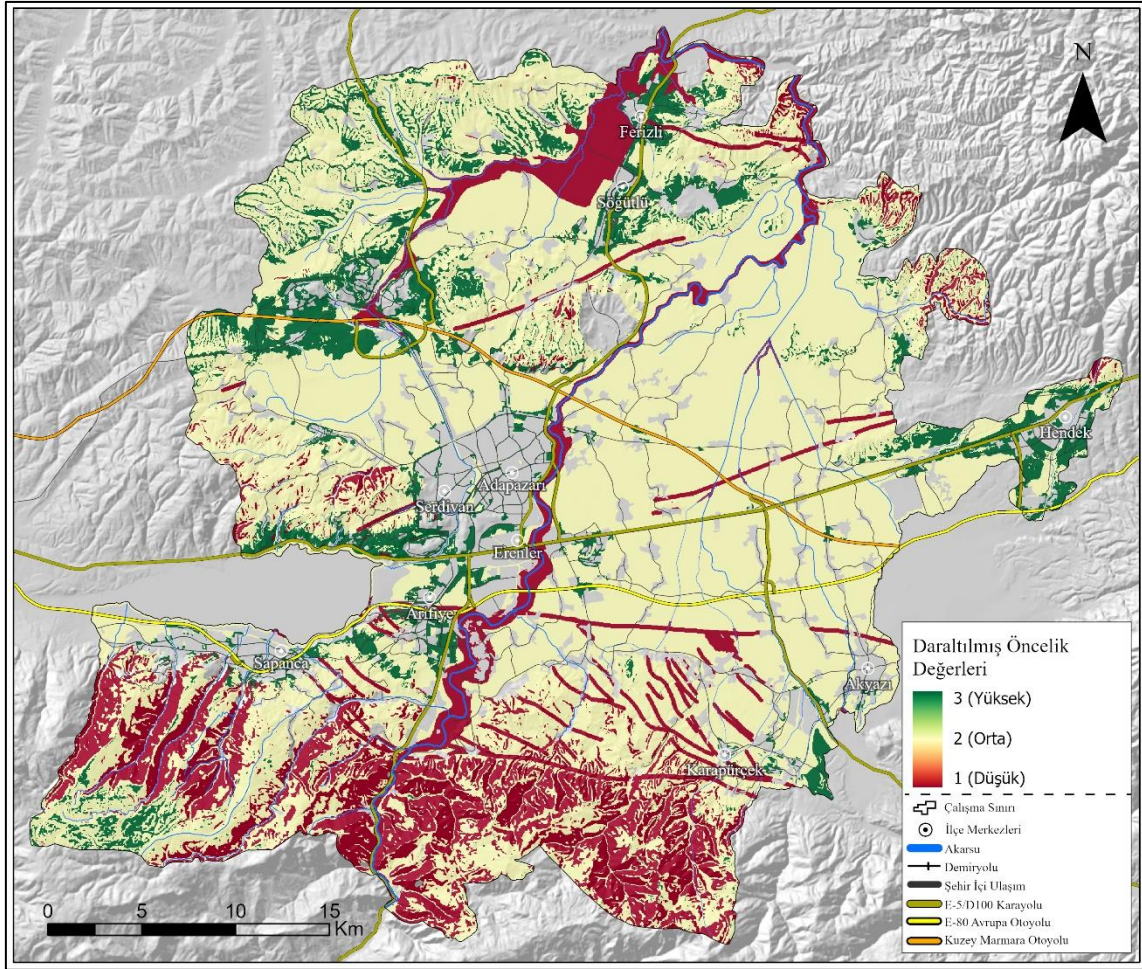 N
Ferizli
Söğütlü
Hendek
Adapazarı
Serdivan
Erenler
Arifiye
Sapanca
Akyazı
Karapürçek
Daraltılmış Öncelik
Değerleri
3 (Yüksek)
2 (Orta)
1 (Düşük)
Çalışma Sınırı
İlçe Merkezleri
Akarsu
Demiryolu
Şehir İçi Ulaşım
E-5/D100 Karayolu
E-80 Avrupa Otoyolu
Kuzey Marmara Otoyolu
0 5 10 15
Km